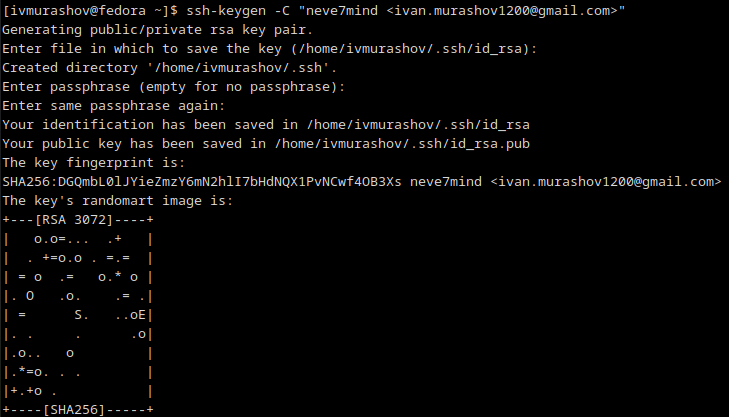 [ivmurashov@fedora ~]$ ssh-keygen -C "neve7mind <ivan.murashov1200@gmail.com>"
Generating public/private rsa key pair.
Enter file in which to save the key (/home/ivmurashov/.ssh/id_rsa):
Created directory '/home/ivmurashov/.ssh'.
Enter passphrase (empty for no passphrase):
Enter same passphrase again:
Your identification has been saved in /home/ivmurashov/.ssh/id_rsa
Your public key has been saved in /home/ivmurashov/.ssh/id_rsa.pub
The key fingerprint is:
SHA256:DGQmbL0lJYieZmzY6mN2hlI7bHdNQX1PvNCwf4OB3Xs neve7mind <ivan.murashov1200@gmail.com>
The key's randomart image is:
+---[RSA 3072]----+
|   o.o=... .+   |
|  . +=o.o . =.=  |
| = o  .=   o.* o |
|. O   .o.    .= .|
| =      S.   ..oE|
|. .     .      .o|
|.o..   o         |
|.*=o. . .        |
|+.+o .           |
+----[SHA256]-----+